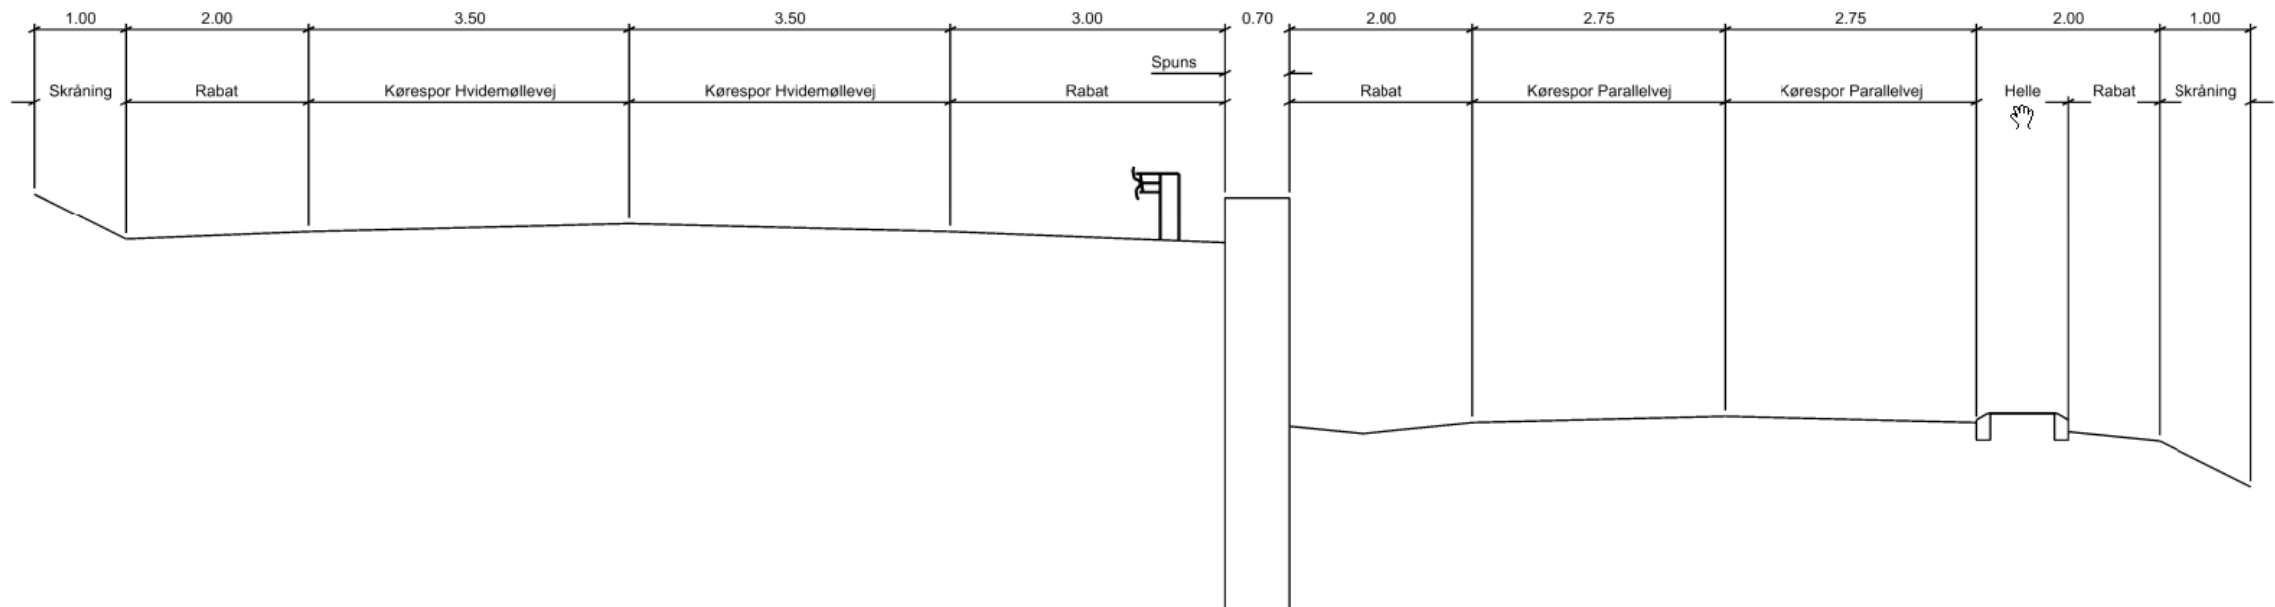 1.00 2.00 3.50 3.50 3.00 0.70 2.00 2.75 2.75 2.00 1.00
Spuns
Skråning Rabat Kørespor Hvidemøllevej Kørespor Hvidemøllevej Rabat Rabat Kørespor Parallelvej Kørespor Parallelvej Helle Rabat Skråning